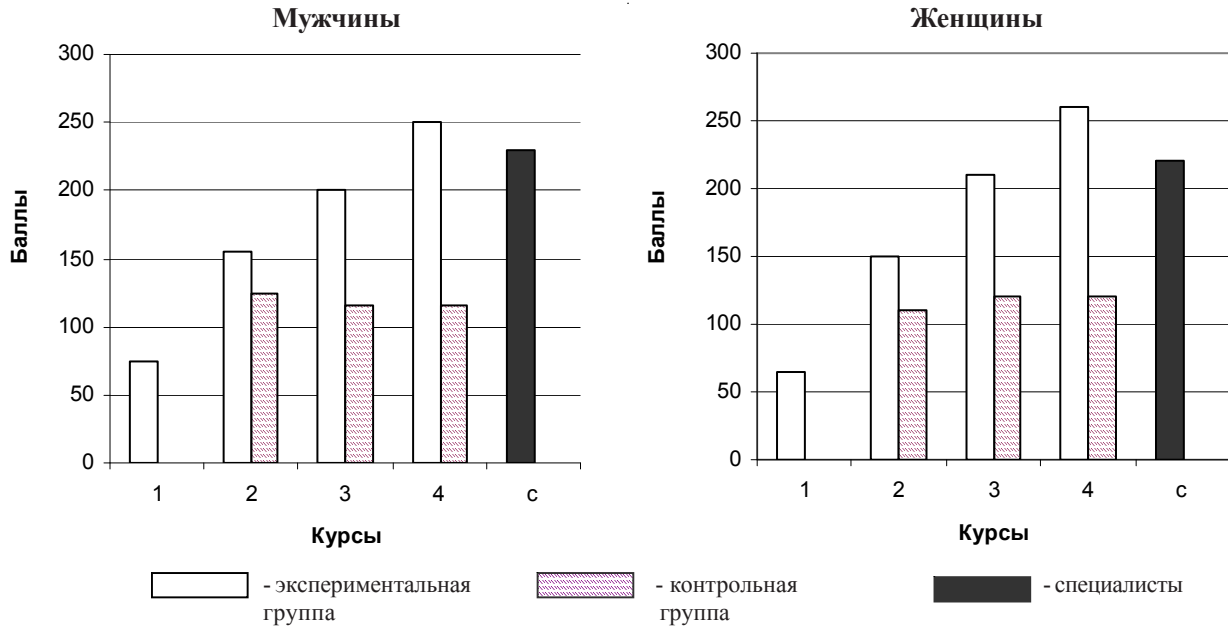 Мужчины
300
250
200
150
100
50
0
Баллы
1 2 3 4 с
Курсы
Женщины
300
250
200
150
100
50
0
Баллы
1 2 3 4 с
Курсы
- экспериментальная
группа
- контрольная
группа
- специалисты